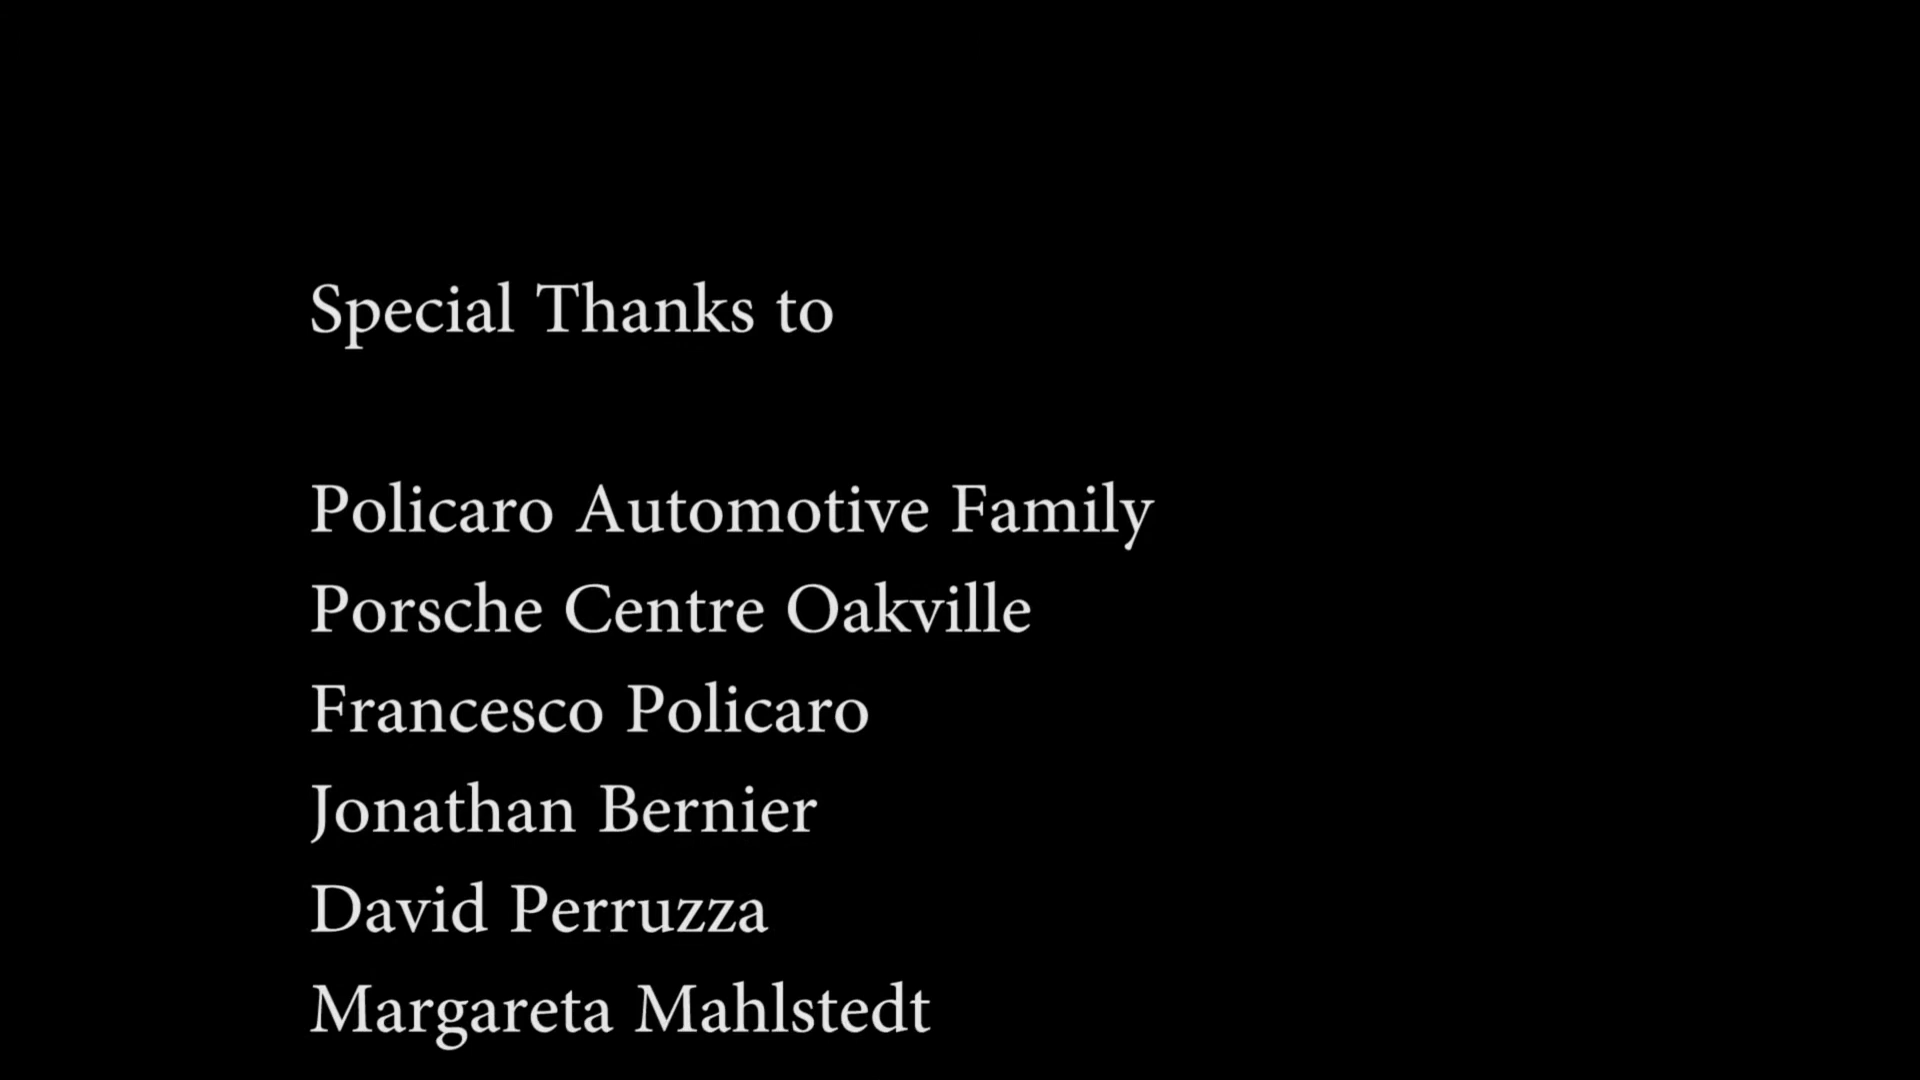 Special Thanks to
Policaro Automotive Family
Porsche Centre Oakville
Francesco Policaro
Jonathan Bernier
David Perruzza
Margareta Mahlstedt